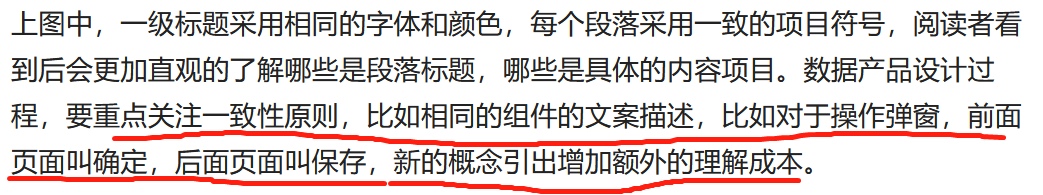 上图中，一级标题采用相同的字体和颜色，每个段落采用一致的项目符号，阅读者看
到后会更加直观的了解哪些是段落标题，哪些是具体的内容项目。数据产品设计过
程，要重点关注一致性原则，比如相同的组件的文案描述，比如对于操作弹窗，前面
页面叫确定，后面页面叫保存，新的概念引出增加额外的理解成本。